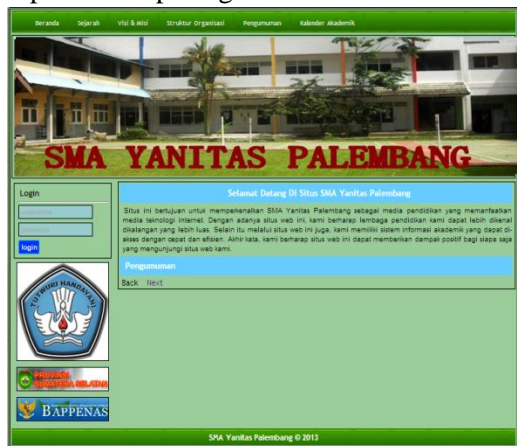 Beranda Sejarah Visi & Misi Struktur Organisasi Pengumuman Kalender Akademik
SMA YANITAS PALEMBANG
Login
username
password
login
TUT WURI HANDAYANI
PROVINSI
SUMATERA SELATAN
BAPPENAS
Selamat Datang Di Situs SMA Yanitas Palembang
Situs ini bertujuan untuk memperkenalkan SMA Yanitas Palembang sebagai media pendidikan yang memanfaatkan
media teknologi internet. Dengan adanya situs web ini, kami berharap lembaga pendidikan kami dapat lebih dikenal
dikalangan yang lebih luas. Selain itu melalui situs web ini juga, kami memiliki sistem informasi akademik yang dapat di-
akses dengan cepat dan efisien. Akhir kata, kami berharap situs web ini dapat memberikan dampak positif bagi siapa saja
yang mengunjungi situs web kami.
Pengumuman
Back Next
SMA Yanitas Palembang © 2013